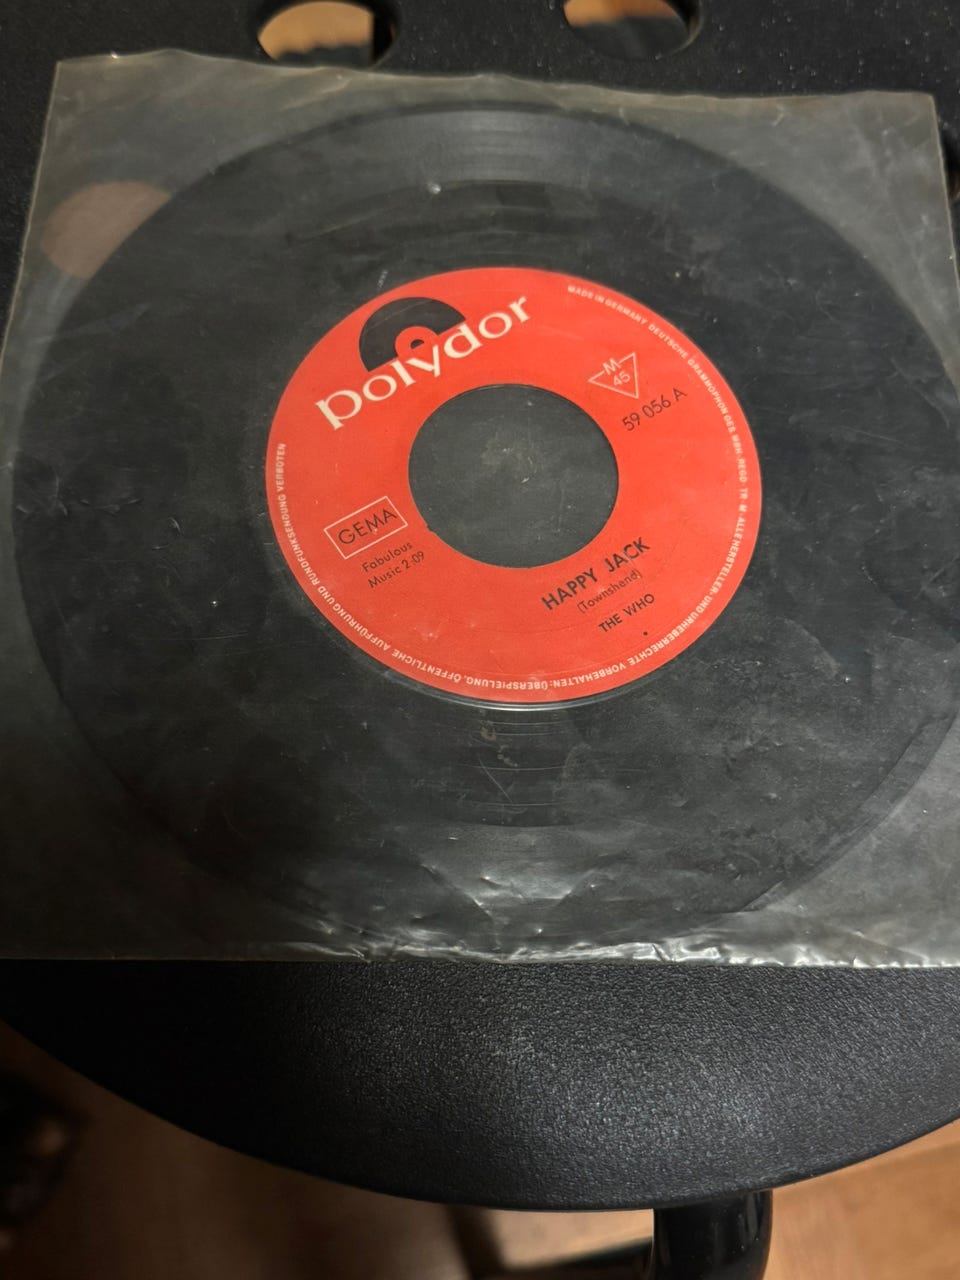 polydor
M
45
59 056 A
GEMA
Fabulous
Music 2:09
HAPPY JACK
(Townshend)
THE WHO
MADE IN GERMANY DEUTSCHE GRAMMOPHON GES. MBH · REGD. TR. M. ALLE HERSTELLER- UND URHEBERRECHTE VORBEHALTEN: ÜBERSPIELUNG, ÖFFENTLICHE AUFFÜHRUNG UND RUNDFUNKSENDUNG VERBOTEN